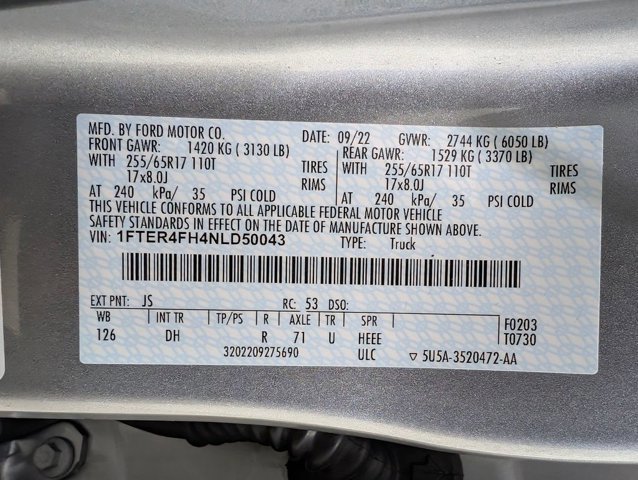 MFD. BY FORD MOTOR CO. DATE: 09/22 GVWR: 2744 KG ( 6050 LB)
FRONT GAWR: 1420 KG ( 3130 LB) REAR GAWR: 1529 KG ( 3370 LB)
WITH 255/65R17 110T TIRES WITH 255/65R17 110T TIRES
17x8.0J RIMS 17x8.0J RIMS
AT 240 kPa/ 35 PSI COLD AT 240 kPa/ 35 PSI COLD
THIS VEHICLE CONFORMS TO ALL APPLICABLE FEDERAL MOTOR VEHICLE
SAFETY STANDARDS IN EFFECT ON THE DATE OF MANUFACTURE SHOWN ABOVE.
VIN: 1FTER4FH4NLD50043 TYPE: Truck
EXT PNT: JS RC: 53 DSO:
WB INT TR TP/PS R AXLE TR SPR F0203
126 DH R 71 U HEEE T0730
3202209275690 ULC ▽ 5U5A-3520472-AA